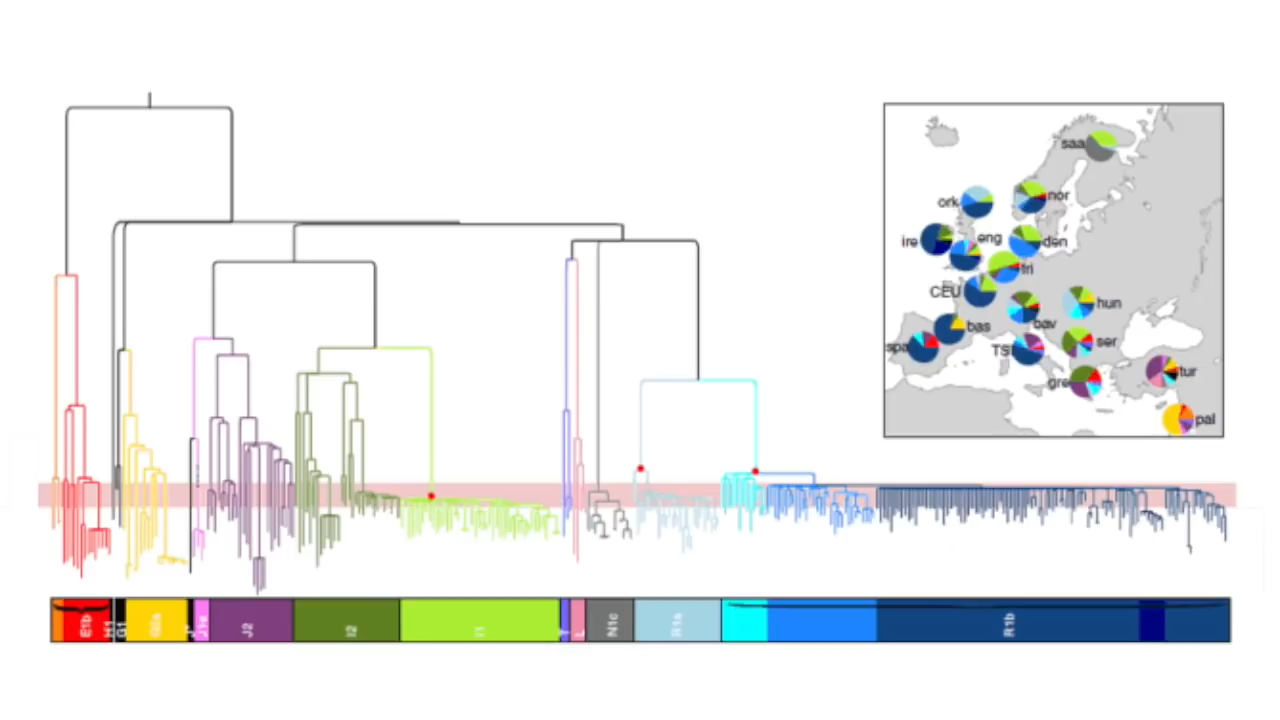 saa
ork
nor
ire
eng
den
fri
CEU
hun
bav
bas
ser
spa
TSI
tur
gre
pal
E1b
H1
G1
G2a
J2
I2
I1
T
L
N1c
R1a
R1b